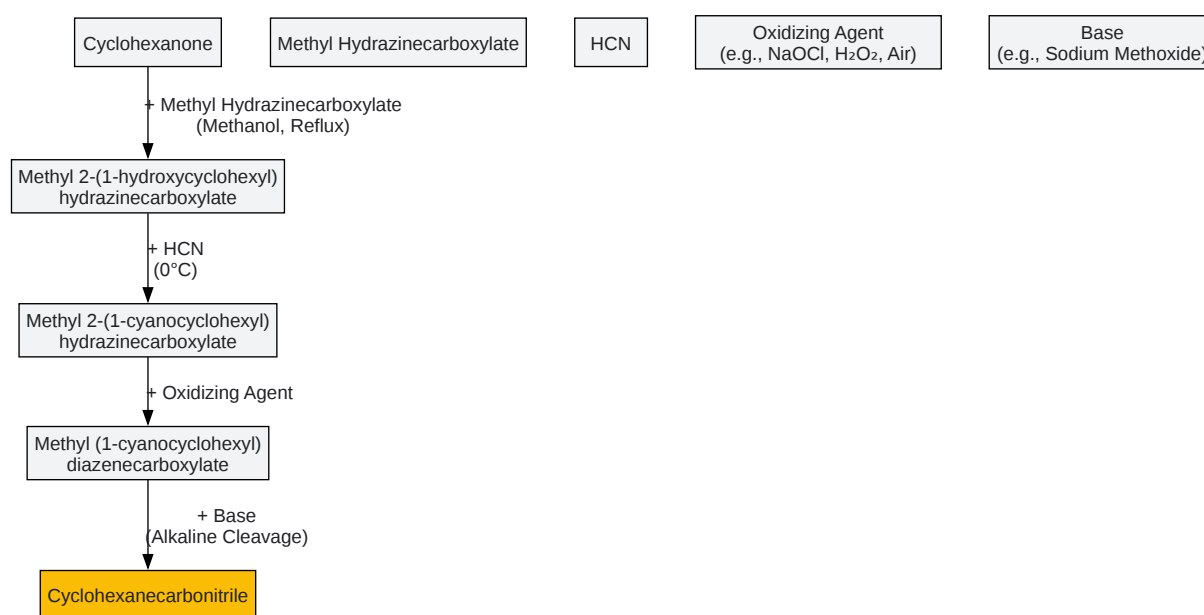 Cyclohexanone
Methyl Hydrazinecarboxylate
HCN
Oxidizing Agent
(e.g., NaOCl, H₂O₂, Air)
Base
(e.g., Sodium Methoxide)
+ Methyl Hydrazinecarboxylate
(Methanol, Reflux)
Methyl 2-(1-hydroxycyclohexyl)
hydrazinecarboxylate
+ HCN
(0°C)
Methyl 2-(1-cyanocyclohexyl)
hydrazinecarboxylate
+ Oxidizing Agent
Methyl (1-cyanocyclohexyl)
diazenecarboxylate
+ Base
(Alkaline Cleavage)
Cyclohexanecarbonitrile